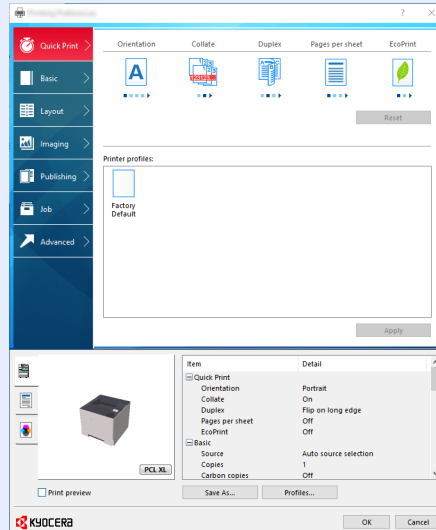 ? X
Quick Print
Orientation Collate Duplex Pages per sheet EcoPrint
A
123123
Basic
Layout
Reset
Imaging
Printer profiles:
Publishing
Factory
Default
Job
Advanced
Apply
Item Detail
Quick Print
Orientation Portrait
Collate On
Duplex Flip on long edge
Pages per sheet Off
EcoPrint Off
Basic
Source Auto source selection
Copies 1
Carbon copies Off
PCL XL
Print preview Save As... Profiles...
KYOCERA OK Cancel